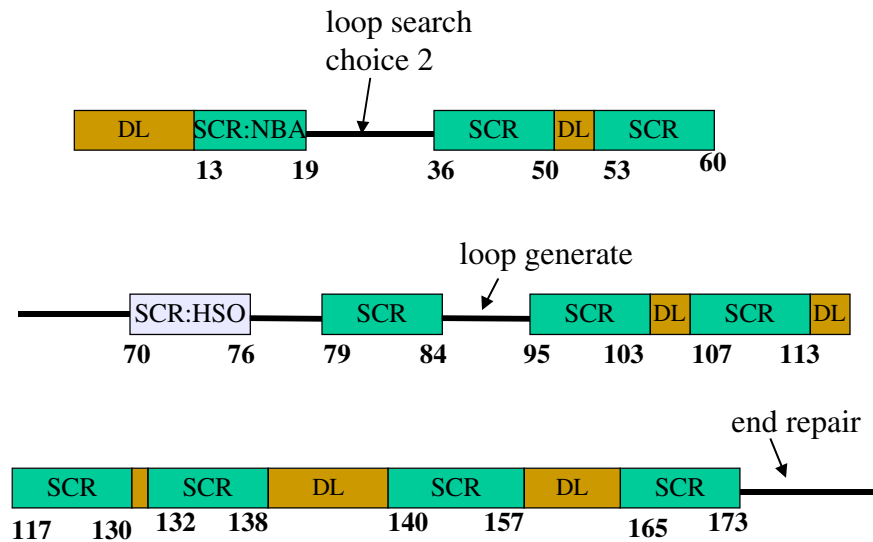 loop search
choice 2
DL SCR:NBA SCR DL SCR
13 19 36 50 53 60
loop generate
SCR:HSO SCR SCR DL SCR DL
70 76 79 84 95 103 107 113
end repair
SCR SCR DL SCR DL SCR
117 130 132 138 140 157 165 173